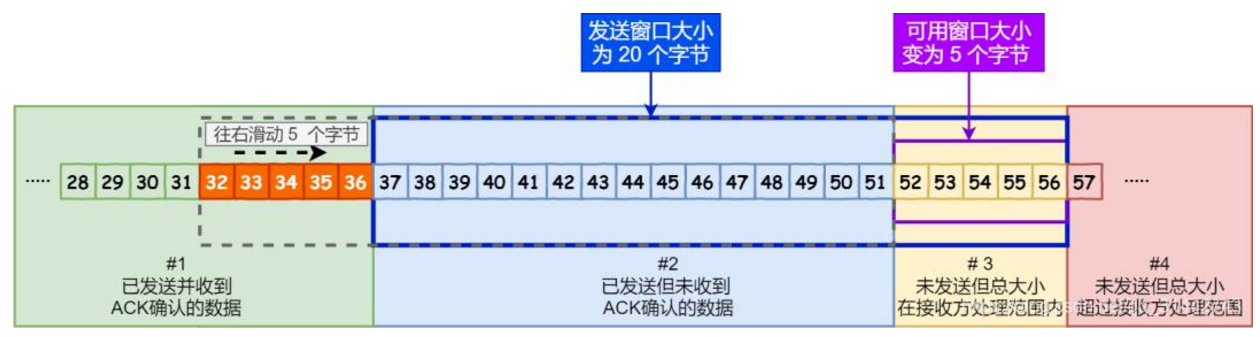 发送窗口大小
为 20 个字节
可用窗口大小
变为 5 个字节
往右滑动 5 个字节
····· 28 29 30 31 32 33 34 35 36 37 38 39 40 41 42 43 44 45 46 47 48 49 50 51 52 53 54 55 56 57 ·····
#1
已发送并收到
ACK确认的数据
#2
已发送但未收到
ACK确认的数据
# 3
未发送但总大小
在接收方处理范围内
#4
未发送但总大小
超过接收方处理范围